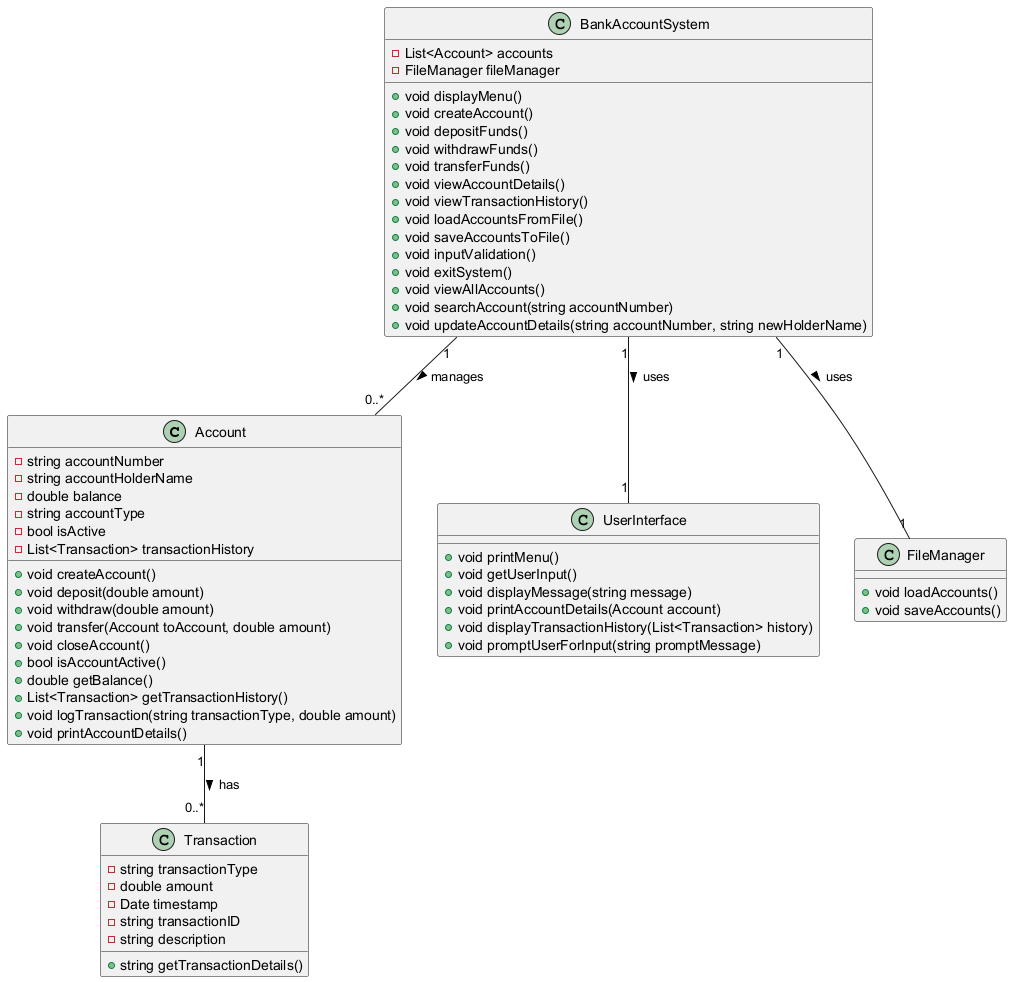 C BankAccountSystem
List<Account> accounts
FileManager fileManager
void displayMenu()
void createAccount()
void depositFunds()
void withdrawFunds()
void transferFunds()
void viewAccountDetails()
void viewTransactionHistory()
void loadAccountsFromFile()
void saveAccountsToFile()
void inputValidation()
void exitSystem()
void viewAllAccounts()
void searchAccount(string accountNumber)
void updateAccountDetails(string accountNumber, string newHolderName)
1
manages
0..*
1
uses
1
1
uses
1
C Account
string accountNumber
string accountHolderName
double balance
string accountType
bool isActive
List<Transaction> transactionHistory
void createAccount()
void deposit(double amount)
void withdraw(double amount)
void transfer(Account toAccount, double amount)
void closeAccount()
bool isAccountActive()
double getBalance()
List<Transaction> getTransactionHistory()
void logTransaction(string transactionType, double amount)
void printAccountDetails()
C UserInterface
void printMenu()
void getUserInput()
void displayMessage(string message)
void printAccountDetails(Account account)
void displayTransactionHistory(List<Transaction> history)
void promptUserForInput(string promptMessage)
C FileManager
void loadAccounts()
void saveAccounts()
1
has
0..*
C Transaction
string transactionType
double amount
Date timestamp
string transactionID
string description
string getTransactionDetails()